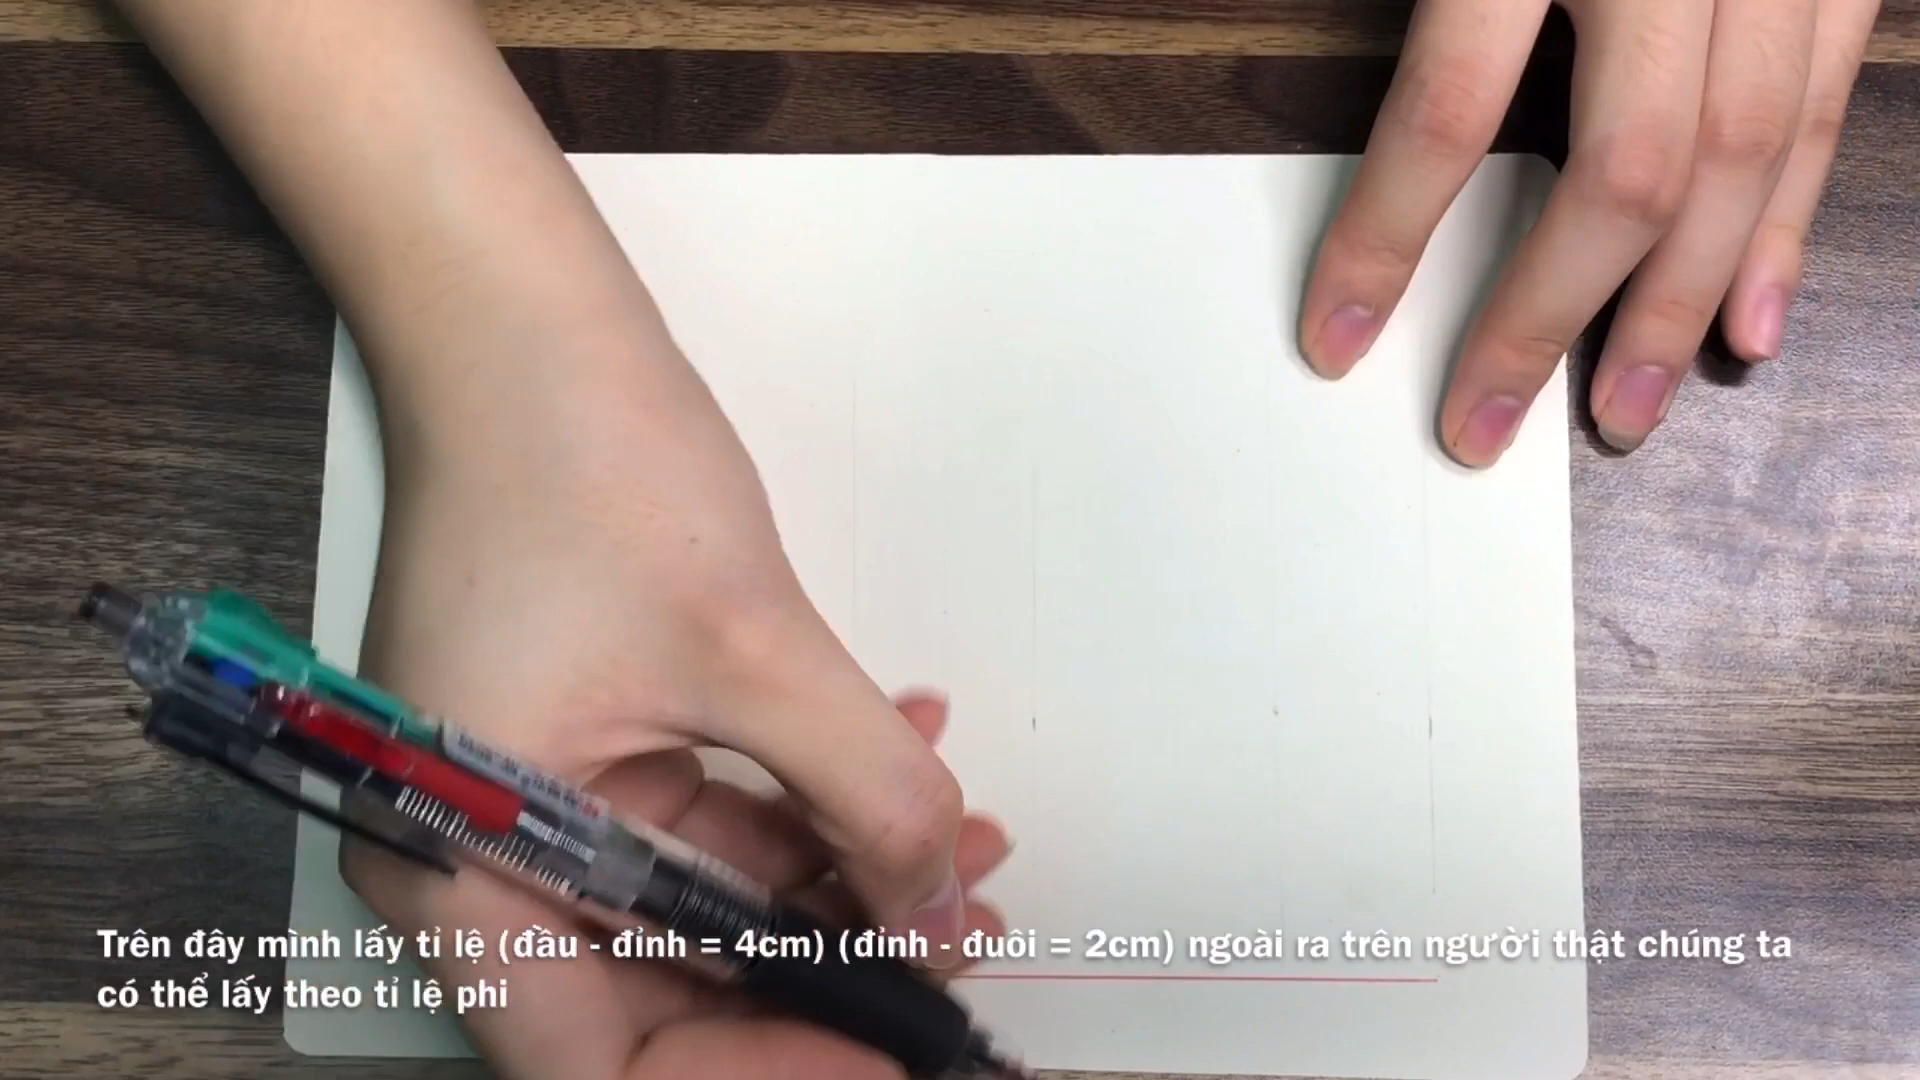 Trên đây mình lấy tỉ lệ (đầu - đỉnh = 4cm) (đỉnh - đuôi = 2cm) ngoài ra trên người thật chúng ta
có thể lấy theo tỉ lệ phi